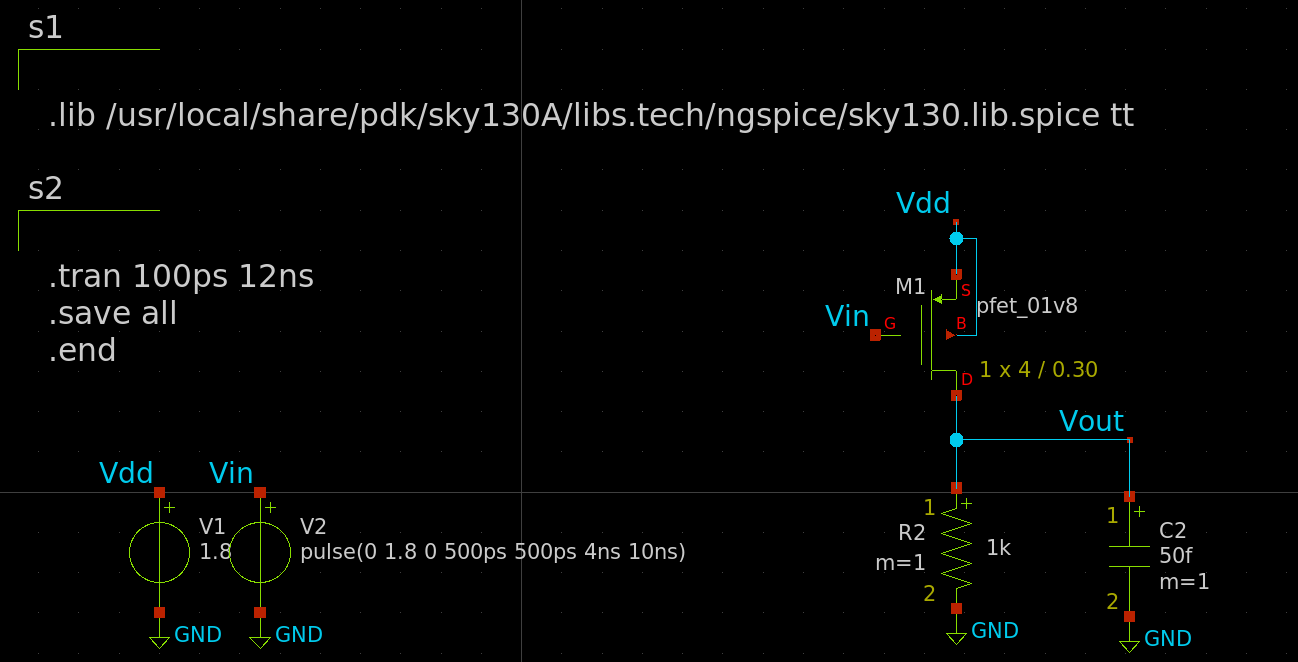 s1
.lib /usr/local/share/pdk/sky130A/libs.tech/ngspice/sky130.lib.spice tt
s2
.tran 100ps 12ns
.save all
.end
Vdd
M1
S
pfet_01v8
Vin
G
B
D
1 x 4 / 0.30
Vout
Vdd
Vin
+
V1
1.8
GND
+
V2
pulse(0 1.8 0 500ps 500ps 4ns 10ns)
GND
1
+
R2
1k
m=1
2
GND
1
+
C2
50f
m=1
2
GND